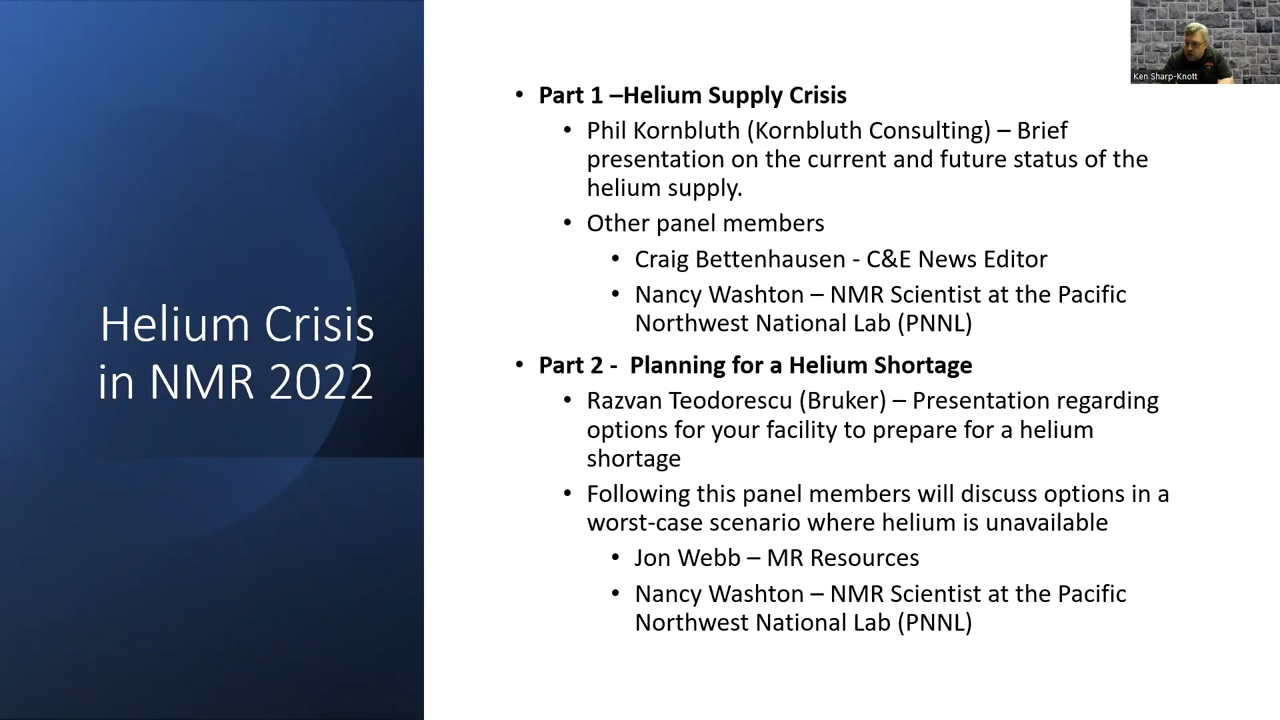 Helium Crisis
in NMR 2022
• Part 1 –Helium Supply Crisis
• Phil Kornbluth (Kornbluth Consulting) – Brief
presentation on the current and future status of the
helium supply.
• Other panel members
• Craig Bettenhausen - C&E News Editor
• Nancy Washton – NMR Scientist at the Pacific
Northwest National Lab (PNNL)
• Part 2 -  Planning for a Helium Shortage
• Razvan Teodorescu (Bruker) – Presentation regarding
options for your facility to prepare for a helium
shortage
• Following this panel members will discuss options in a
worst-case scenario where helium is unavailable
• Jon Webb – MR Resources
• Nancy Washton – NMR Scientist at the Pacific
Northwest National Lab (PNNL)
Ken Sharp-Knott